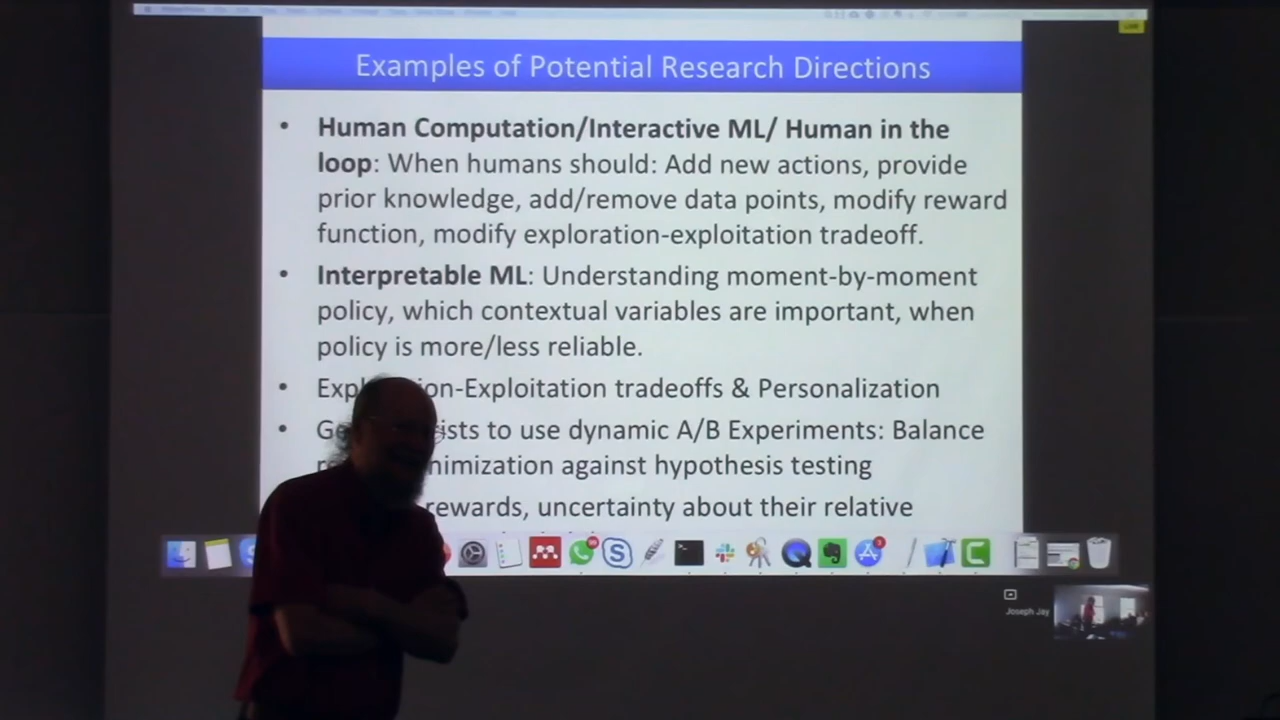 LIVE
Examples of Potential Research Directions
• Human Computation/Interactive ML/ Human in the
loop: When humans should: Add new actions, provide
prior knowledge, add/remove data points, modify reward
function, modify exploration-exploitation tradeoff.
• Interpretable ML: Understanding moment-by-moment
policy, which contextual variables are important, when
policy is more/less reliable.
• Exp on-Exploitation tradeoffs & Personalization
• Ge ists to use dynamic A/B Experiments: Balance
nimization against hypothesis testing
rewards, uncertainty about their relative
Joseph Jay